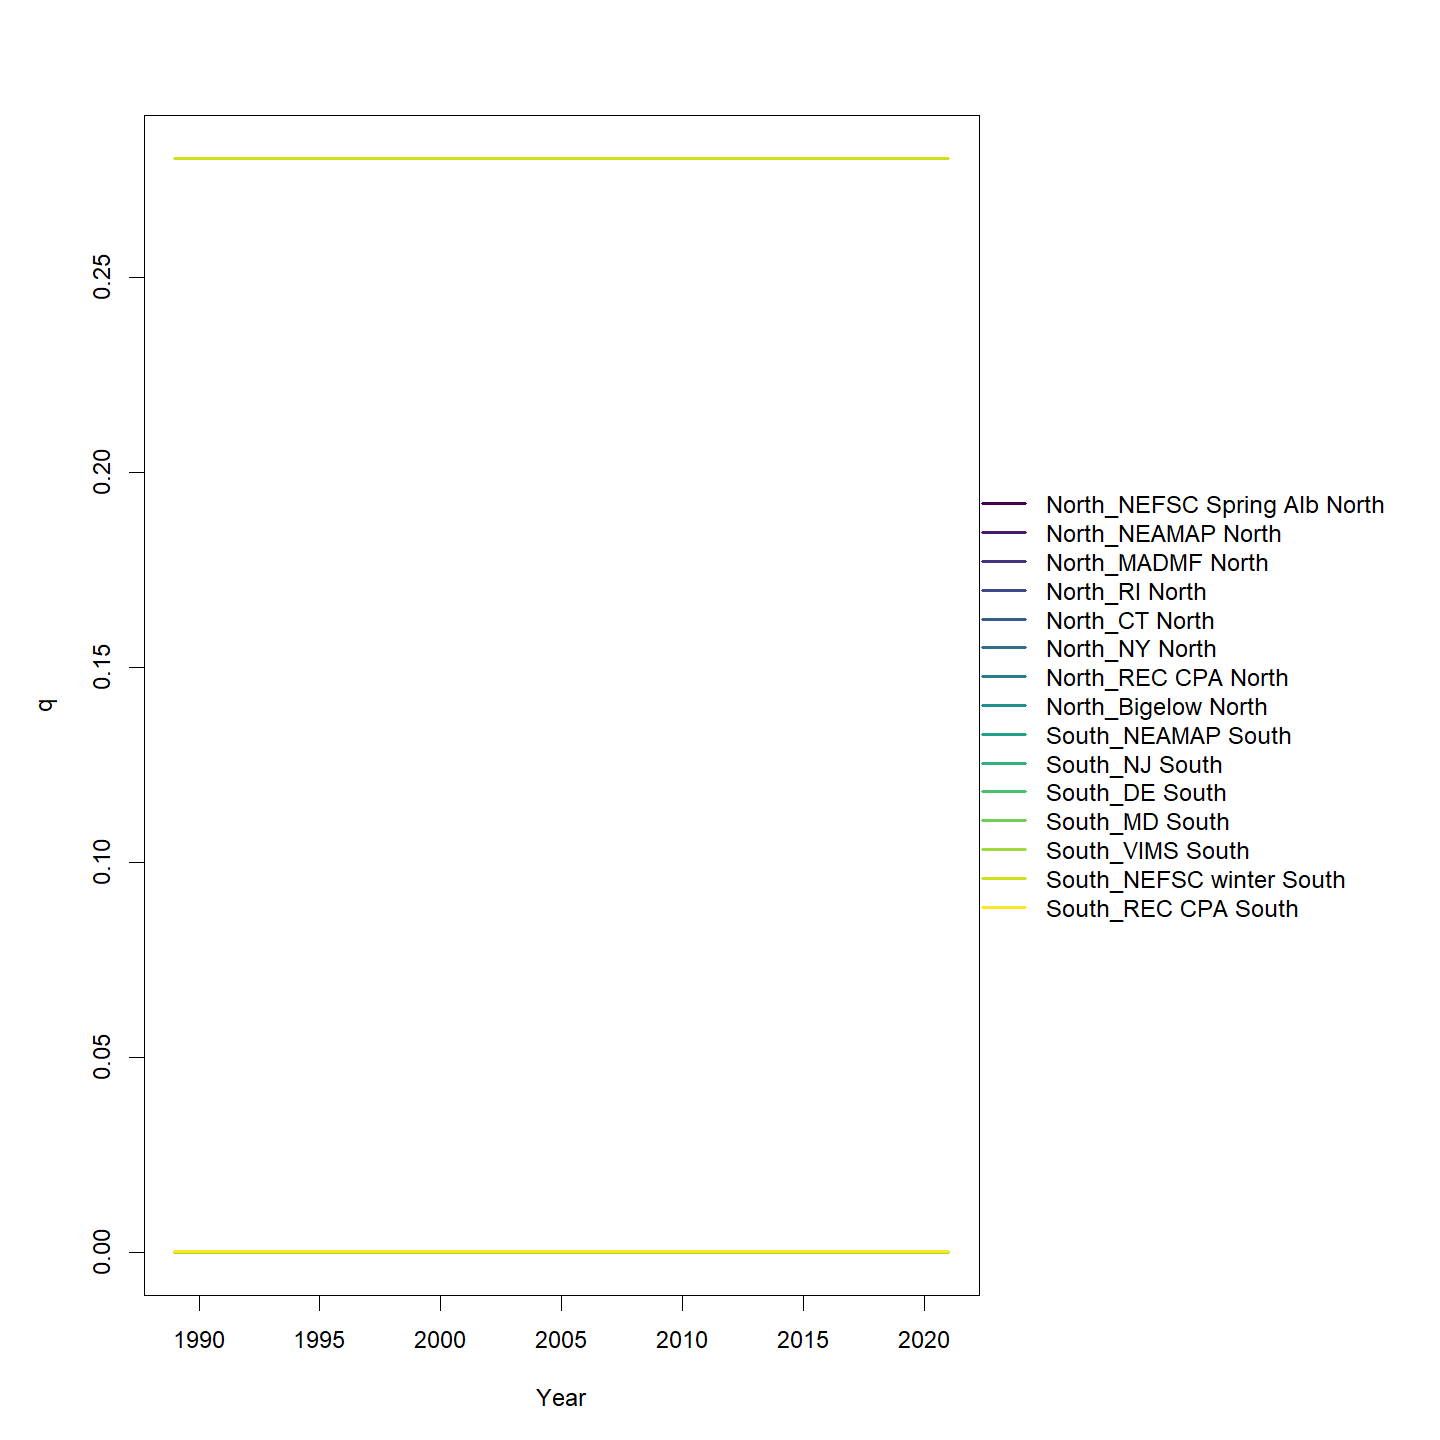 0.25
0.20
0.15
0.10
0.05
0.00
q
1990 1995 2000 2005 2010 2015 2020
Year
North_NEFSC Spring Alb North
North_NEAMAP North
North_MADMF North
North_RI North
North_CT North
North_NY North
North_REC CPA North
North_Bigelow North
South_NEAMAP South
South_NJ South
South_DE South
South_MD South
South_VIMS South
South_NEFSC winter South
South_REC CPA South